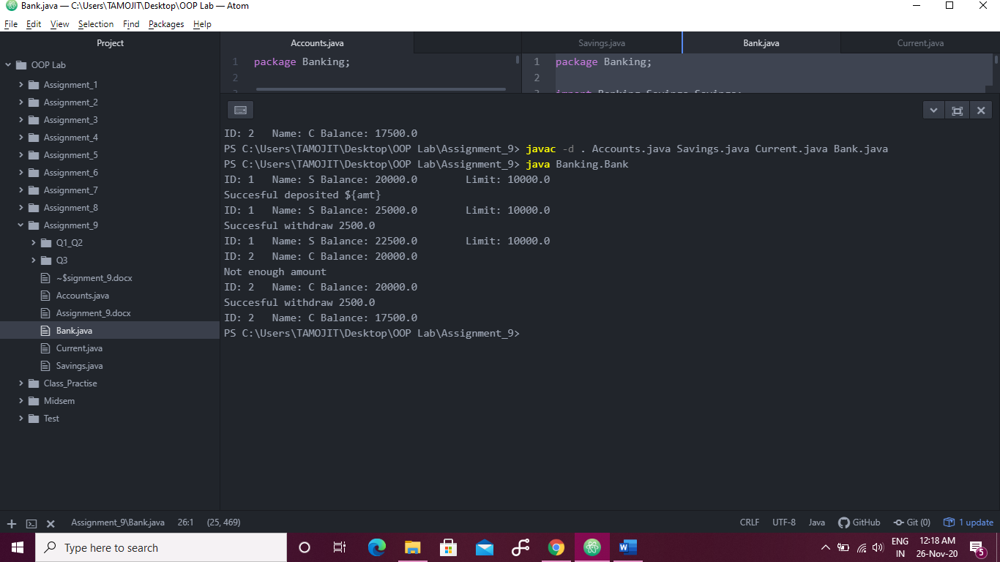 Bank.java — C:\Users\TAMOJIT\Desktop\OOP Lab — Atom
File Edit View Selection Find Packages Help
Project
OOP Lab
Assignment_1
Assignment_2
Assignment_3
Assignment_4
Assignment_5
Assignment_6
Assignment_7
Assignment_8
Assignment_9
Q1_Q2
Q3
~$signment_9.docx
Accounts.java
Assignment_9.docx
Bank.java
Current.java
Savings.java
Class_Practise
Midsem
Test
Accounts.java
1 package Banking;
2
Savings.java Bank.java Current.java
1 package Banking;
2
3 import Banking.Savings.Savings;
ID: 2 Name: C Balance: 17500.0
PS C:\Users\TAMOJIT\Desktop\OOP Lab\Assignment_9> javac -d . Accounts.java Savings.java Current.java Bank.java
PS C:\Users\TAMOJIT\Desktop\OOP Lab\Assignment_9> java Banking.Bank
ID: 1 Name: S Balance: 20000.0 Limit: 10000.0
Succesful deposited ${amt}
ID: 1 Name: S Balance: 25000.0 Limit: 10000.0
Succesful withdraw 2500.0
ID: 1 Name: S Balance: 22500.0 Limit: 10000.0
ID: 2 Name: C Balance: 20000.0
Not enough amount
ID: 2 Name: C Balance: 20000.0
Succesful withdraw 2500.0
ID: 2 Name: C Balance: 17500.0
PS C:\Users\TAMOJIT\Desktop\OOP Lab\Assignment_9>
Assignment_9\Bank.java 26:1 (25, 469)
CRLF UTF-8 Java GitHub Git (0) 1 update
Type here to search
ENG
IN
12:18 AM
26-Nov-20
5